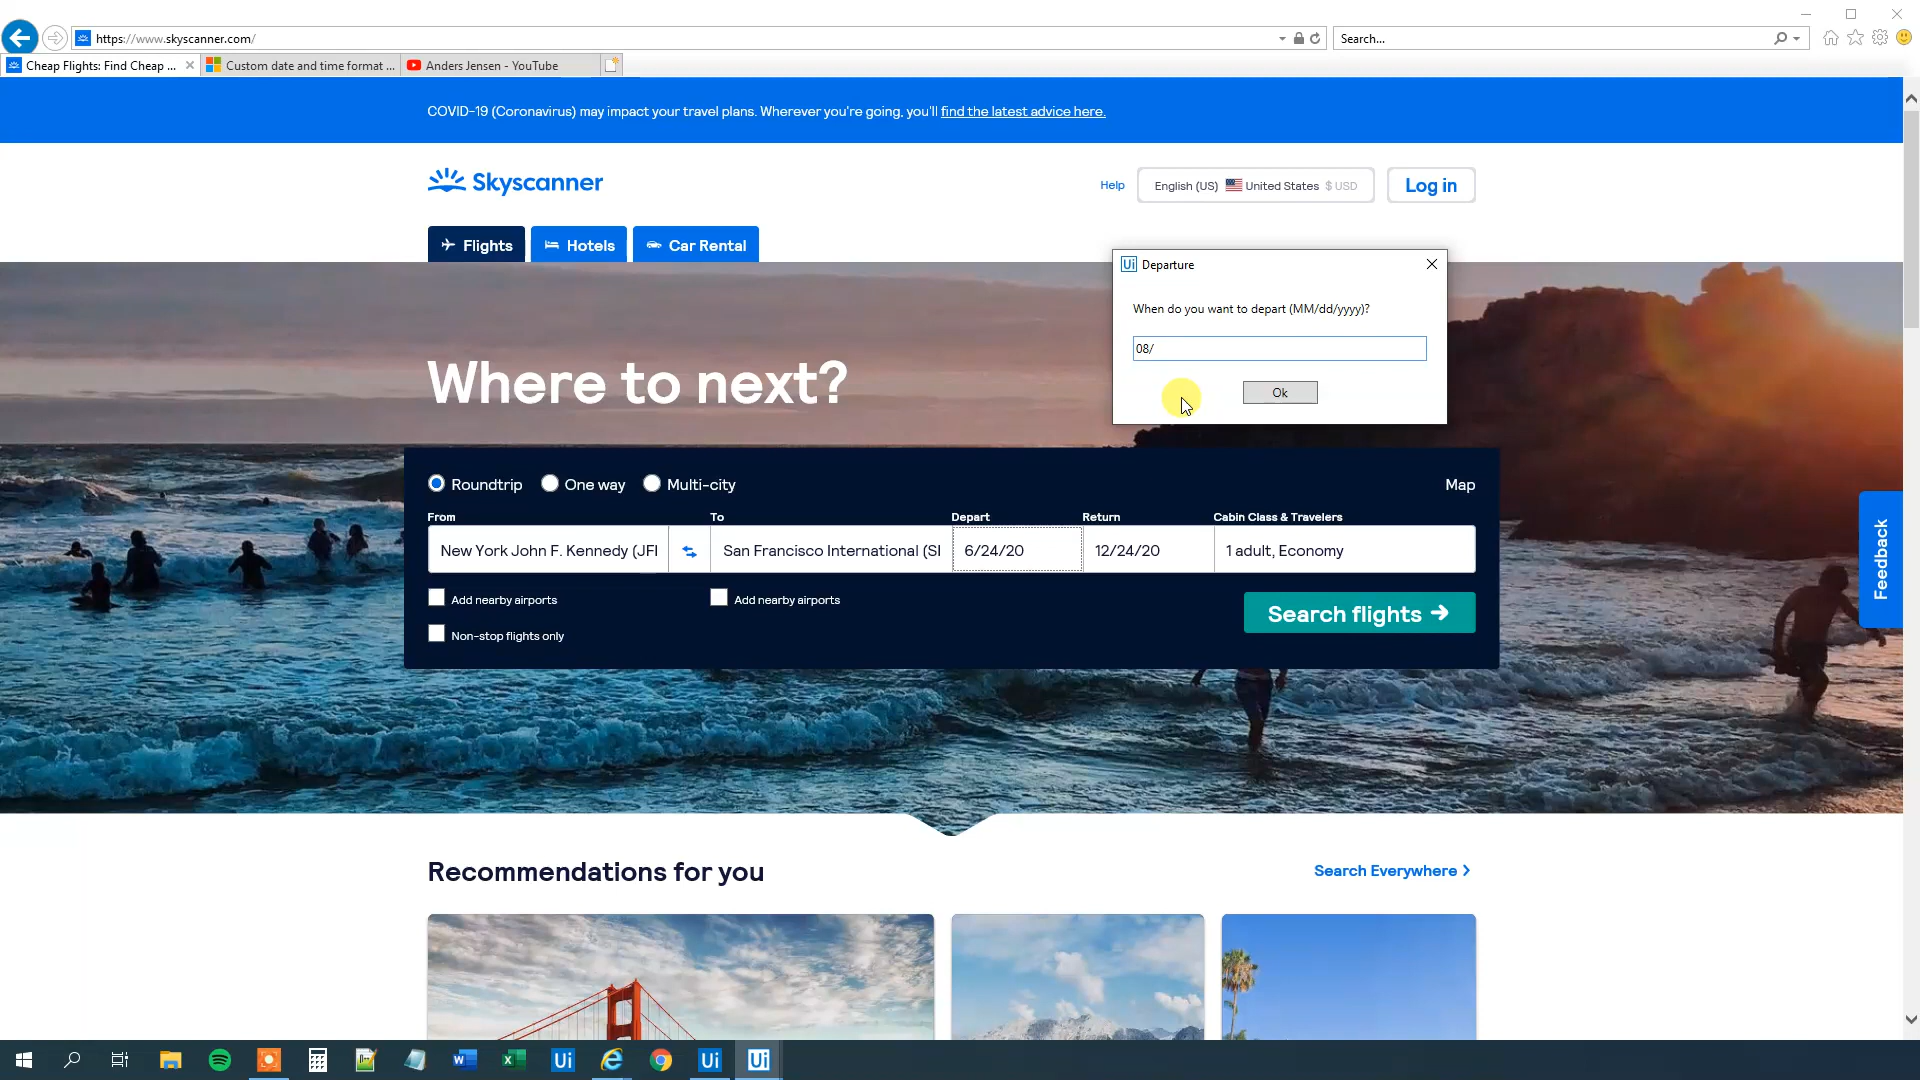 https://www.skyscanner.com/
Search...
Cheap Flights: Find Cheap ...
Custom date and time format ...
Anders Jensen - YouTube
COVID-19 (Coronavirus) may impact your travel plans. Wherever you're going, you'll find the latest advice here.
Skyscanner
Help
English (US) United States $ USD
Log in
Flights
Hotels
Car Rental
Ui Departure
When do you want to depart (MM/dd/yyyy)?
08/
Ok
Where to next?
Roundtrip
One way
Multi-city
Map
From
To
Depart
Return
Cabin Class & Travelers
New York John F. Kennedy (JF
San Francisco International (S
6/24/20
12/24/20
1 adult, Economy
Add nearby airports
Add nearby airports
Search flights
Non-stop flights only
Feedback
Recommendations for you
Search Everywhere
Ui
Ui
Ui